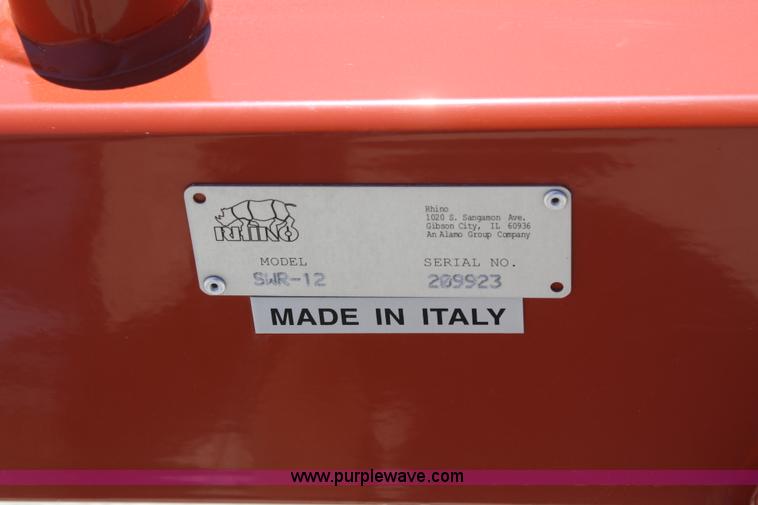 RHINO
Rhino
1020 S. Sangamon Ave.
Gibson City, IL 60936
An Alamo Group Company
MODEL SERIAL NO.
SWR-12 209923
MADE IN ITALY
www.purplewave.com